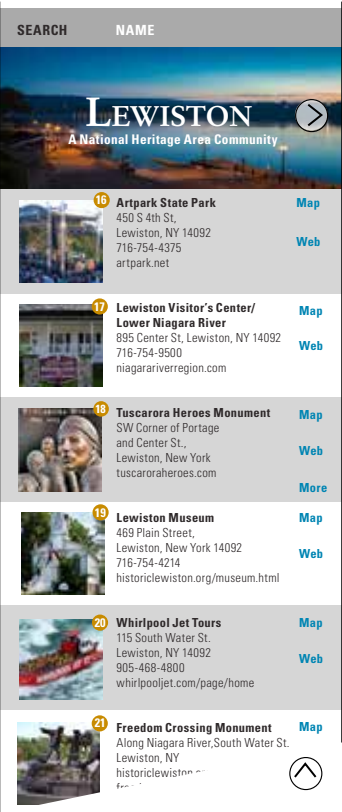 SEARCH NAME
LEWISTON
A National Heritage Area Community
16 Artpark State Park Map
450 S 4th St,
Lewiston, NY 14092
716-754-4375 Web
artpark.net
17 Lewiston Visitor's Center/ Map
Lower Niagara River
895 Center St, Lewiston, NY 14092 Web
716-754-9500
niagarariverregion.com
18 Tuscarora Heroes Monument Map
SW Corner of Portage
and Center St.,
Lewiston, New York Web
tuscaroraheroes.com
More
19 Lewiston Museum Map
469 Plain Street,
Lewiston, New York 14092
716-754-4214 Web
historiclewiston.org/museum.html
20 Whirlpool Jet Tours Map
115 South Water St.
Lewiston, NY 14092
905-468-4800 Web
whirlpooljet.com/page/home
21 Freedom Crossing Monument Map
Along Niagara River,South Water St.
Lewiston, NY